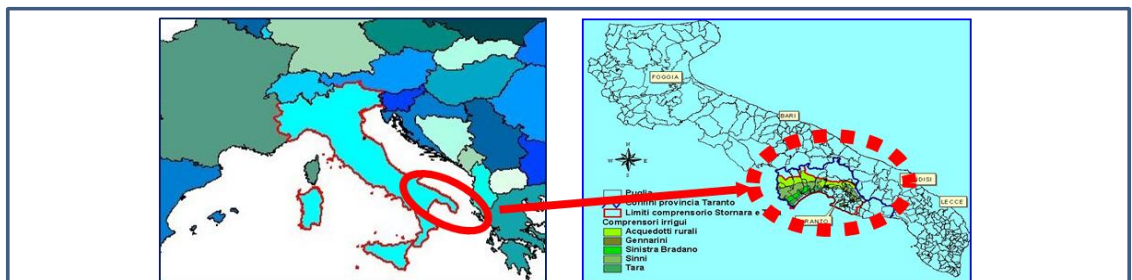 FOGGIA
BARI
LECCE
Puglia
Confini provincia Taranto
Limiti comprensorio Stornara e
Comprensori irrigui
Acquedotti rurali
Gennarini
Sinistra Bradano
Sinni
Tara